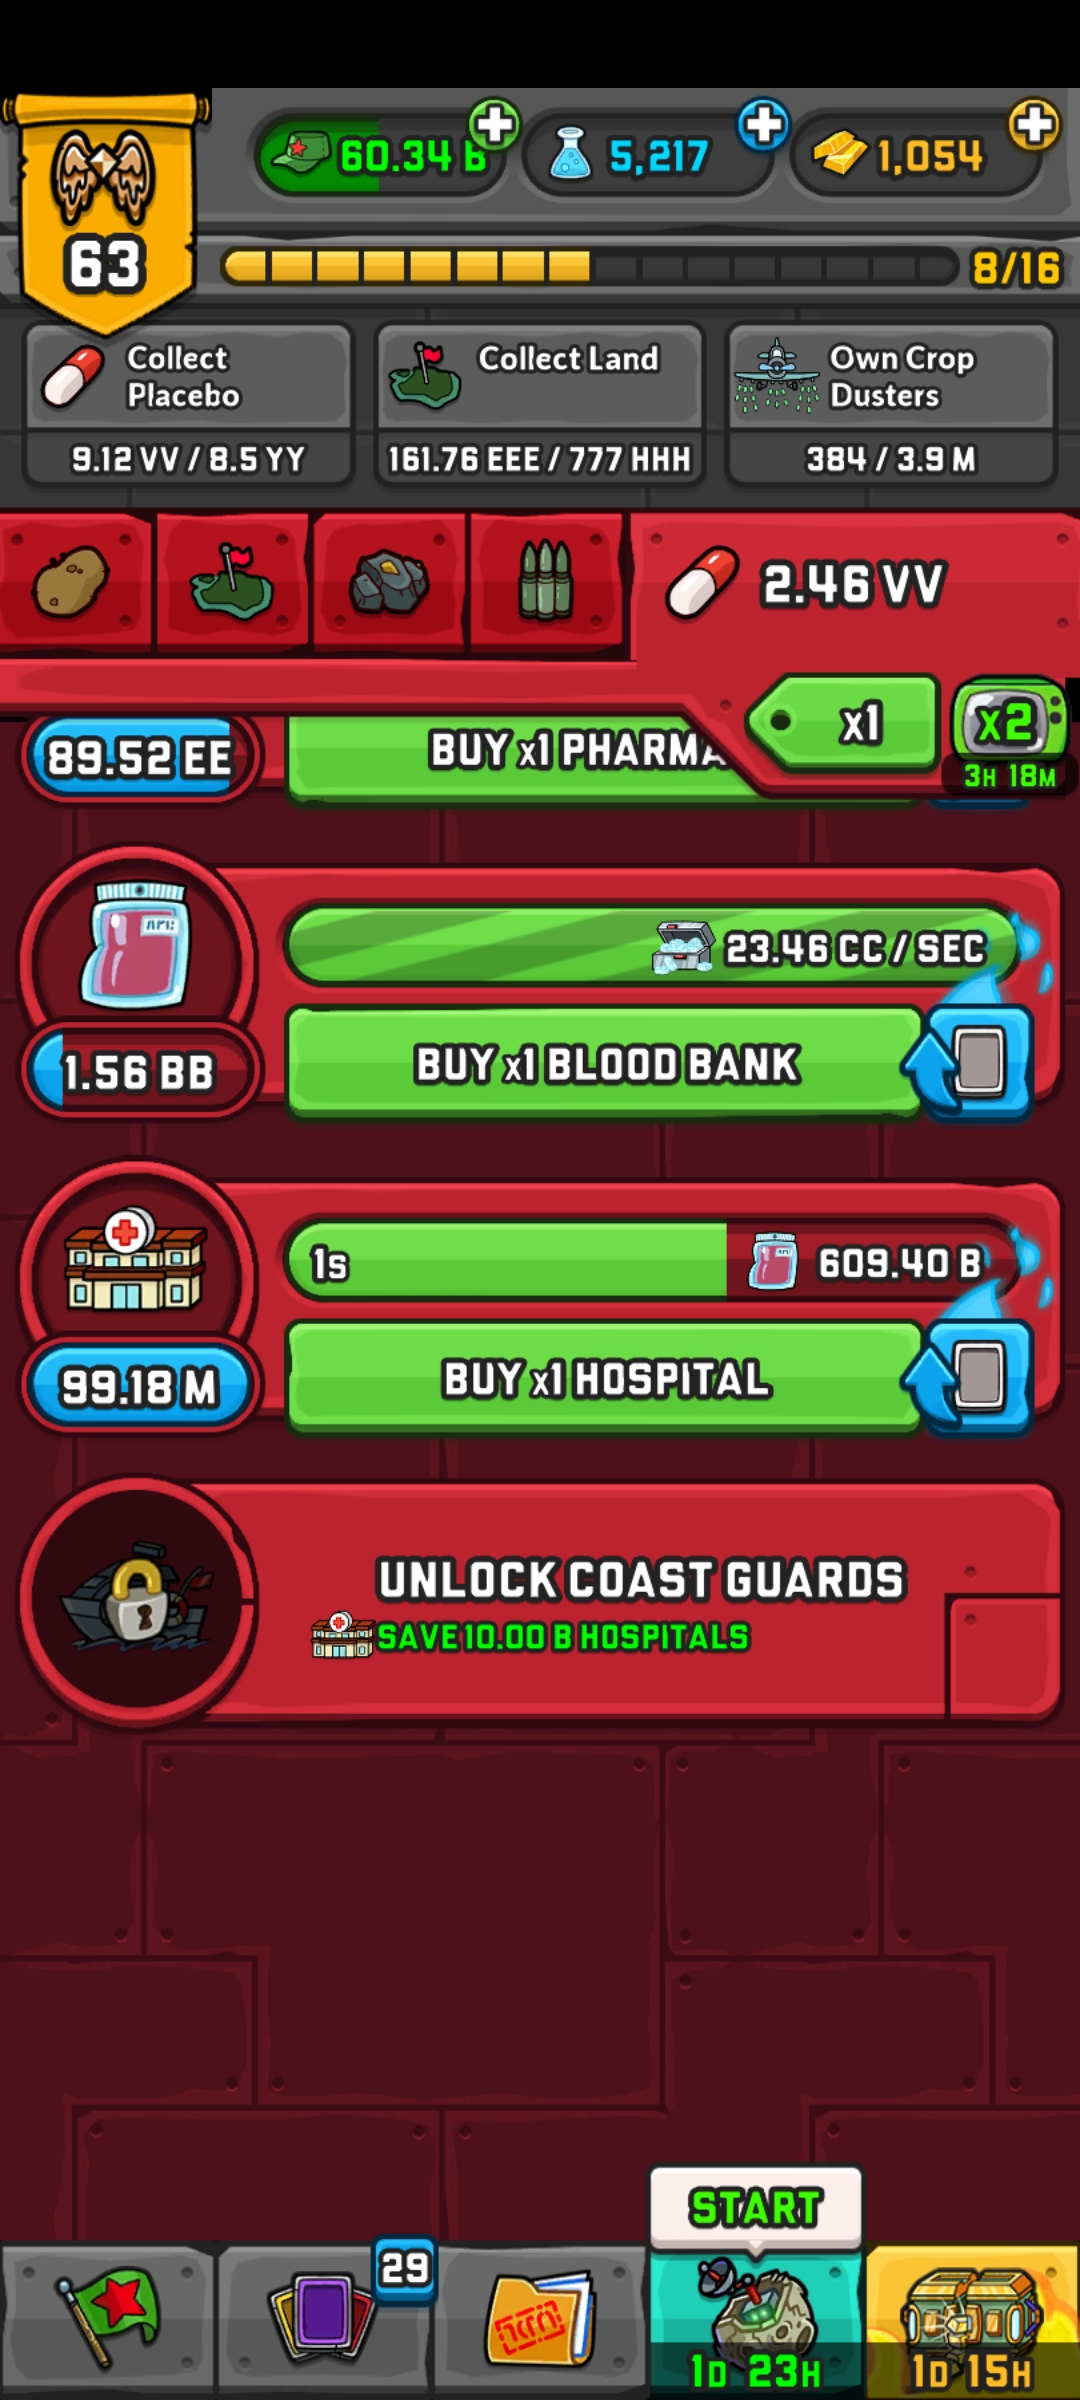 60.34 B
5,217
1,054
63
8/16
Collect
Placebo
9.12 VV / 8.5 YY
Collect Land
161.76 EEE / 777 HHH
Own Crop
Dusters
384 / 3.9 M
2.46 VV
x1
x2
3H 18M
89.52 EE
BUY x1 PHARMA
23.46 CC / SEC
1.56 BB
BUY x1 BLOOD BANK
1s
609.40 B
99.18 M
BUY x1 HOSPITAL
UNLOCK COAST GUARDS
SAVE 10.00 B HOSPITALS
START
29
1D 23H
1D 15H